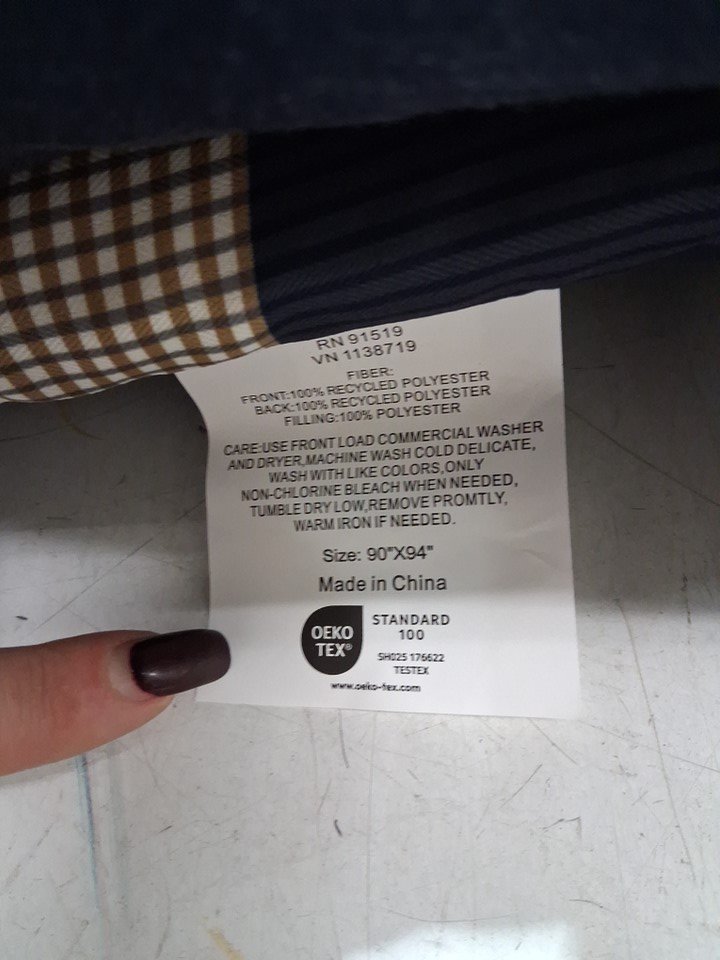 RN 91519
VN 1138719
FIBER:
FRONT:100% RECYCLED POLYESTER
BACK:100% RECYCLED POLYESTER
FILLING:100% POLYESTER
CARE:USE FRONT LOAD COMMERCIAL WASHER
AND DRYER,MACHINE WASH COLD DELICATE,
WASH WITH LIKE COLORS,ONLY
NON-CHLORINE BLEACH WHEN NEEDED,
TUMBLE DRY LOW,REMOVE PROMTLY,
WARM IRON IF NEEDED.
Size: 90"X94"
Made in China
OEKO
TEX®
STANDARD
100
SH025 176622
TESTEX
www.oeko-tex.com